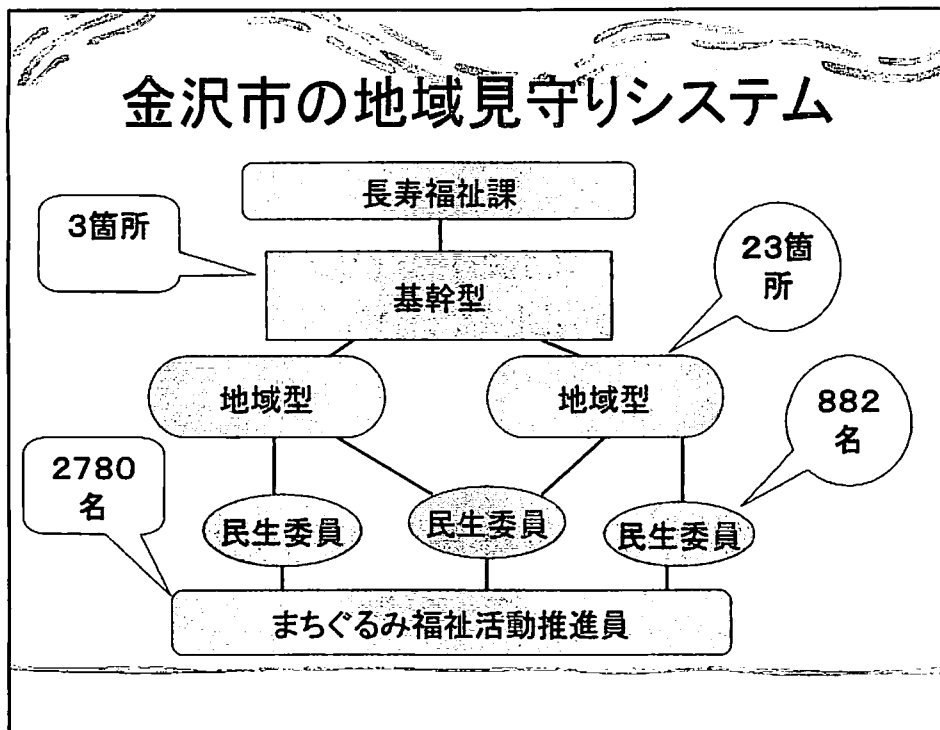 金沢市の地域見守りシステム
長寿福祉課
3箇所
23箇
所
基幹型
地域型
地域型
882
名
2780
名
民生委員
民生委員
民生委員
まちぐるみ福祉活動推進員